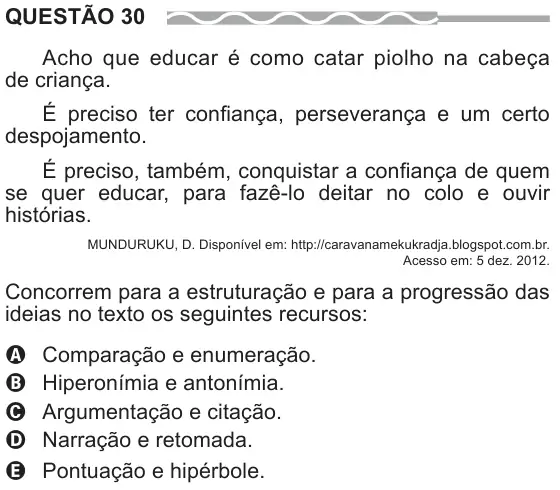 QUESTÃO 30
Acho que educar é como catar piolho na cabeça
de criança.
É preciso ter confiança, perseverança e um certo
despojamento.
É preciso, também, conquistar a confiança de quem
se quer educar, para fazê-lo deitar no colo e ouvir
histórias.
MUNDURUKU, D. Disponível em: http://caravanamekukradja.blogspot.com.br.
Acesso em: 5 dez. 2012.
Concorrem para a estruturação e para a progressão das
ideias no texto os seguintes recursos:
A Comparação e enumeração.
B Hiperonímia e antonímia.
C Argumentação e citação.
D Narração e retomada.
E Pontuação e hipérbole.